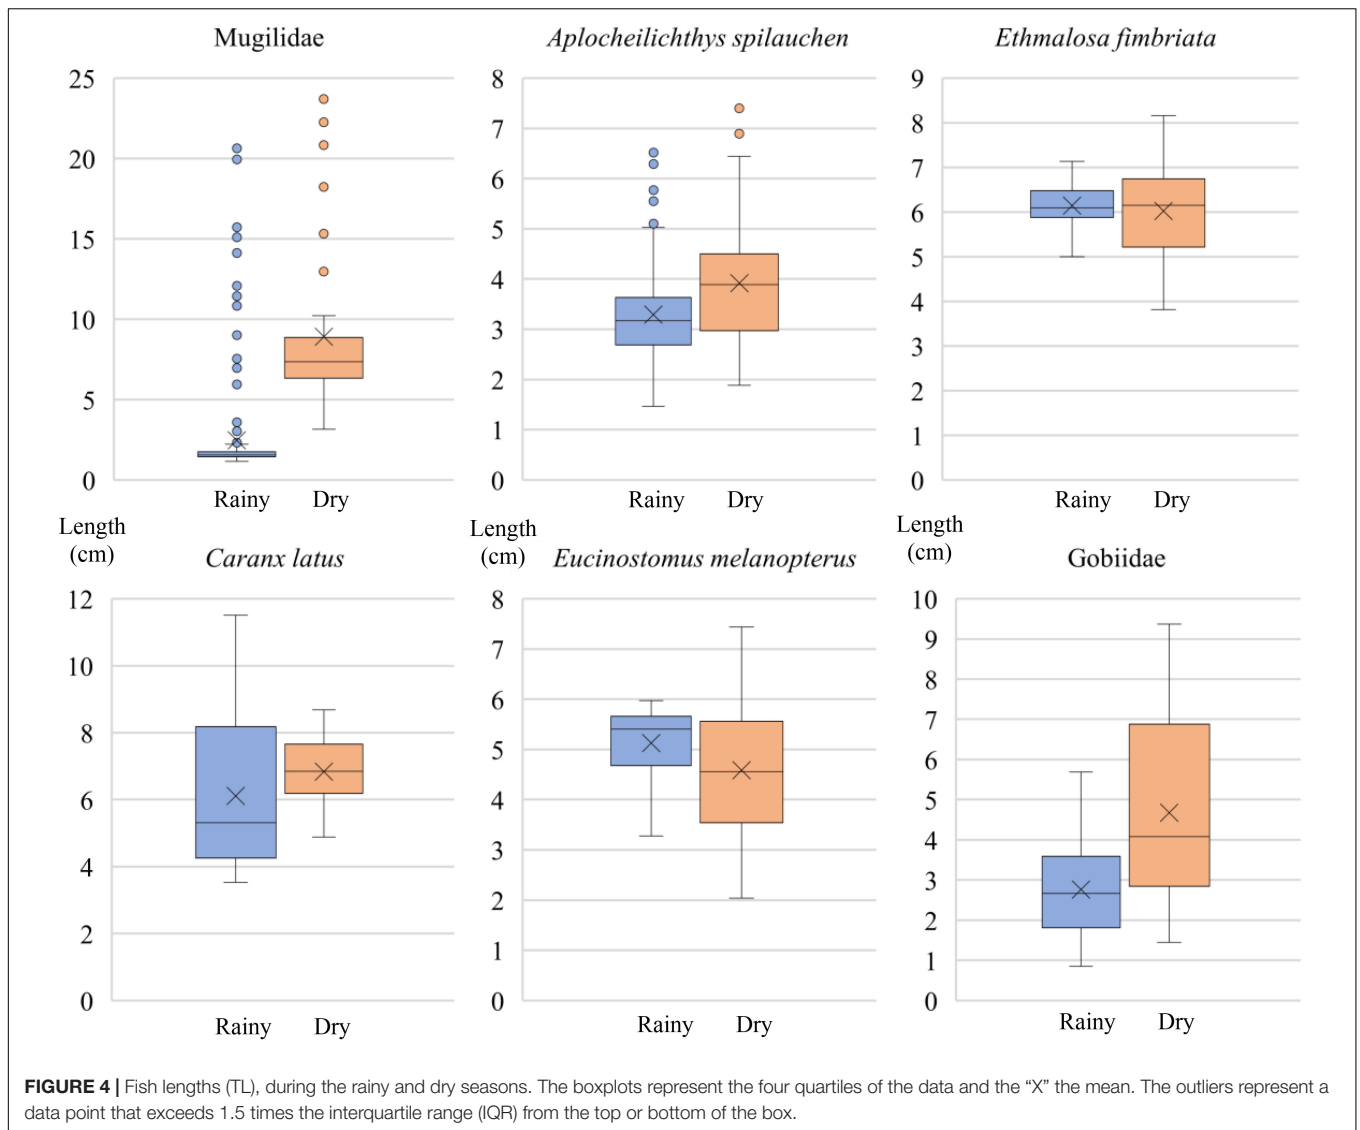 Mugilidae
25
20
15
10
5
0
Rainy Dry
Length
(cm)
Aplocheilichthys spilauchen
8
7
6
5
4
3
2
1
0
Rainy Dry
Length
(cm)
Ethmalosa fimbriata
9
8
7
6
5
4
3
2
1
0
Rainy Dry
Length
(cm)
Caranx latus
12
10
8
6
4
2
0
Rainy Dry
Eucinostomus melanopterus
8
7
6
5
4
3
2
1
0
Rainy Dry
Gobiidae
10
9
8
7
6
5
4
3
2
1
0
Rainy Dry
FIGURE 4 | Fish lengths (TL), during the rainy and dry seasons. The boxplots represent the four quartiles of the data and the “X” the mean. The outliers represent a
data point that exceeds 1.5 times the interquartile range (IQR) from the top or bottom of the box.